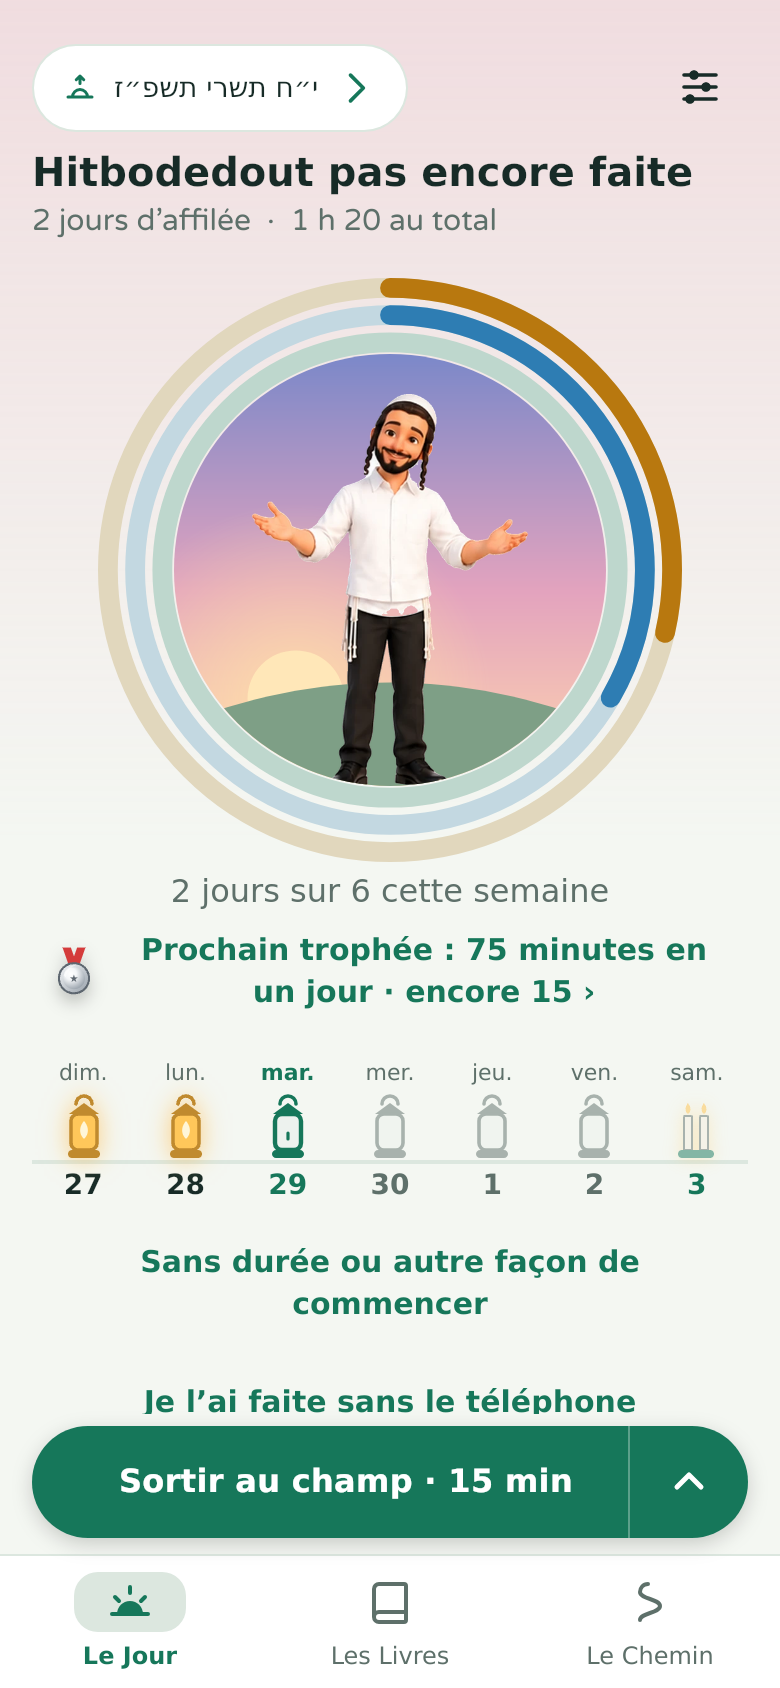 י״ח תשרי תשפ״ז
Hitbodedout pas encore faite
2 jours d’affilée · 1 h 20 au total
2 jours sur 6 cette semaine
Prochain trophée : 75 minutes en
un jour · encore 15 ›
dim. lun. mar. mer. jeu. ven. sam.
27 28 29 30 1 2 3
Sans durée ou autre façon de
commencer
Je l’ai faite sans le téléphone
Sortir au champ · 15 min
Le Jour Les Livres Le Chemin